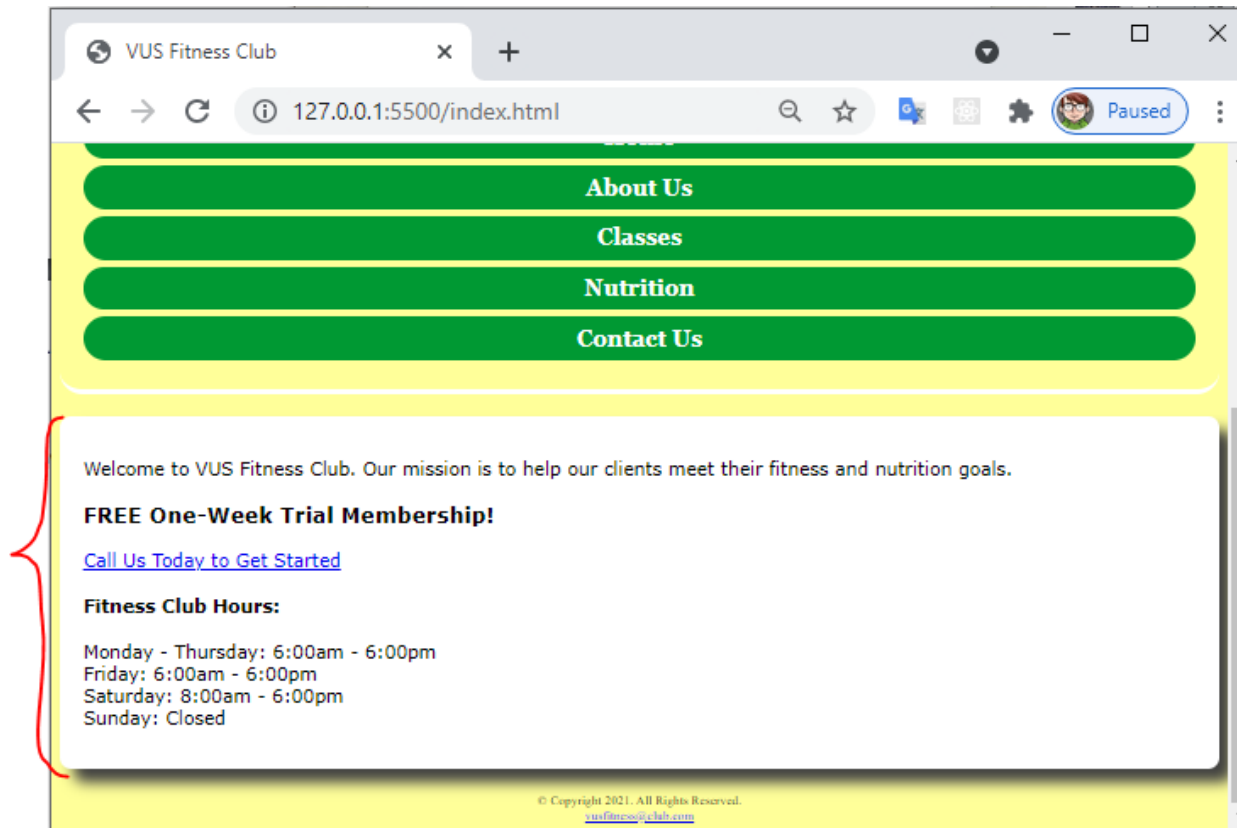 VUS Fitness Club
127.0.0.1:5500/index.html
Paused
About Us
Classes
Nutrition
Contact Us
Welcome to VUS Fitness Club. Our mission is to help our clients meet their fitness and nutrition goals.
FREE One-Week Trial Membership!
Call Us Today to Get Started
Fitness Club Hours:
Monday - Thursday: 6:00am - 6:00pm
Friday: 6:00am - 6:00pm
Saturday: 8:00am - 6:00pm
Sunday: Closed
© Copyright 2021. All Rights Reserved.
vusfitness@club.com